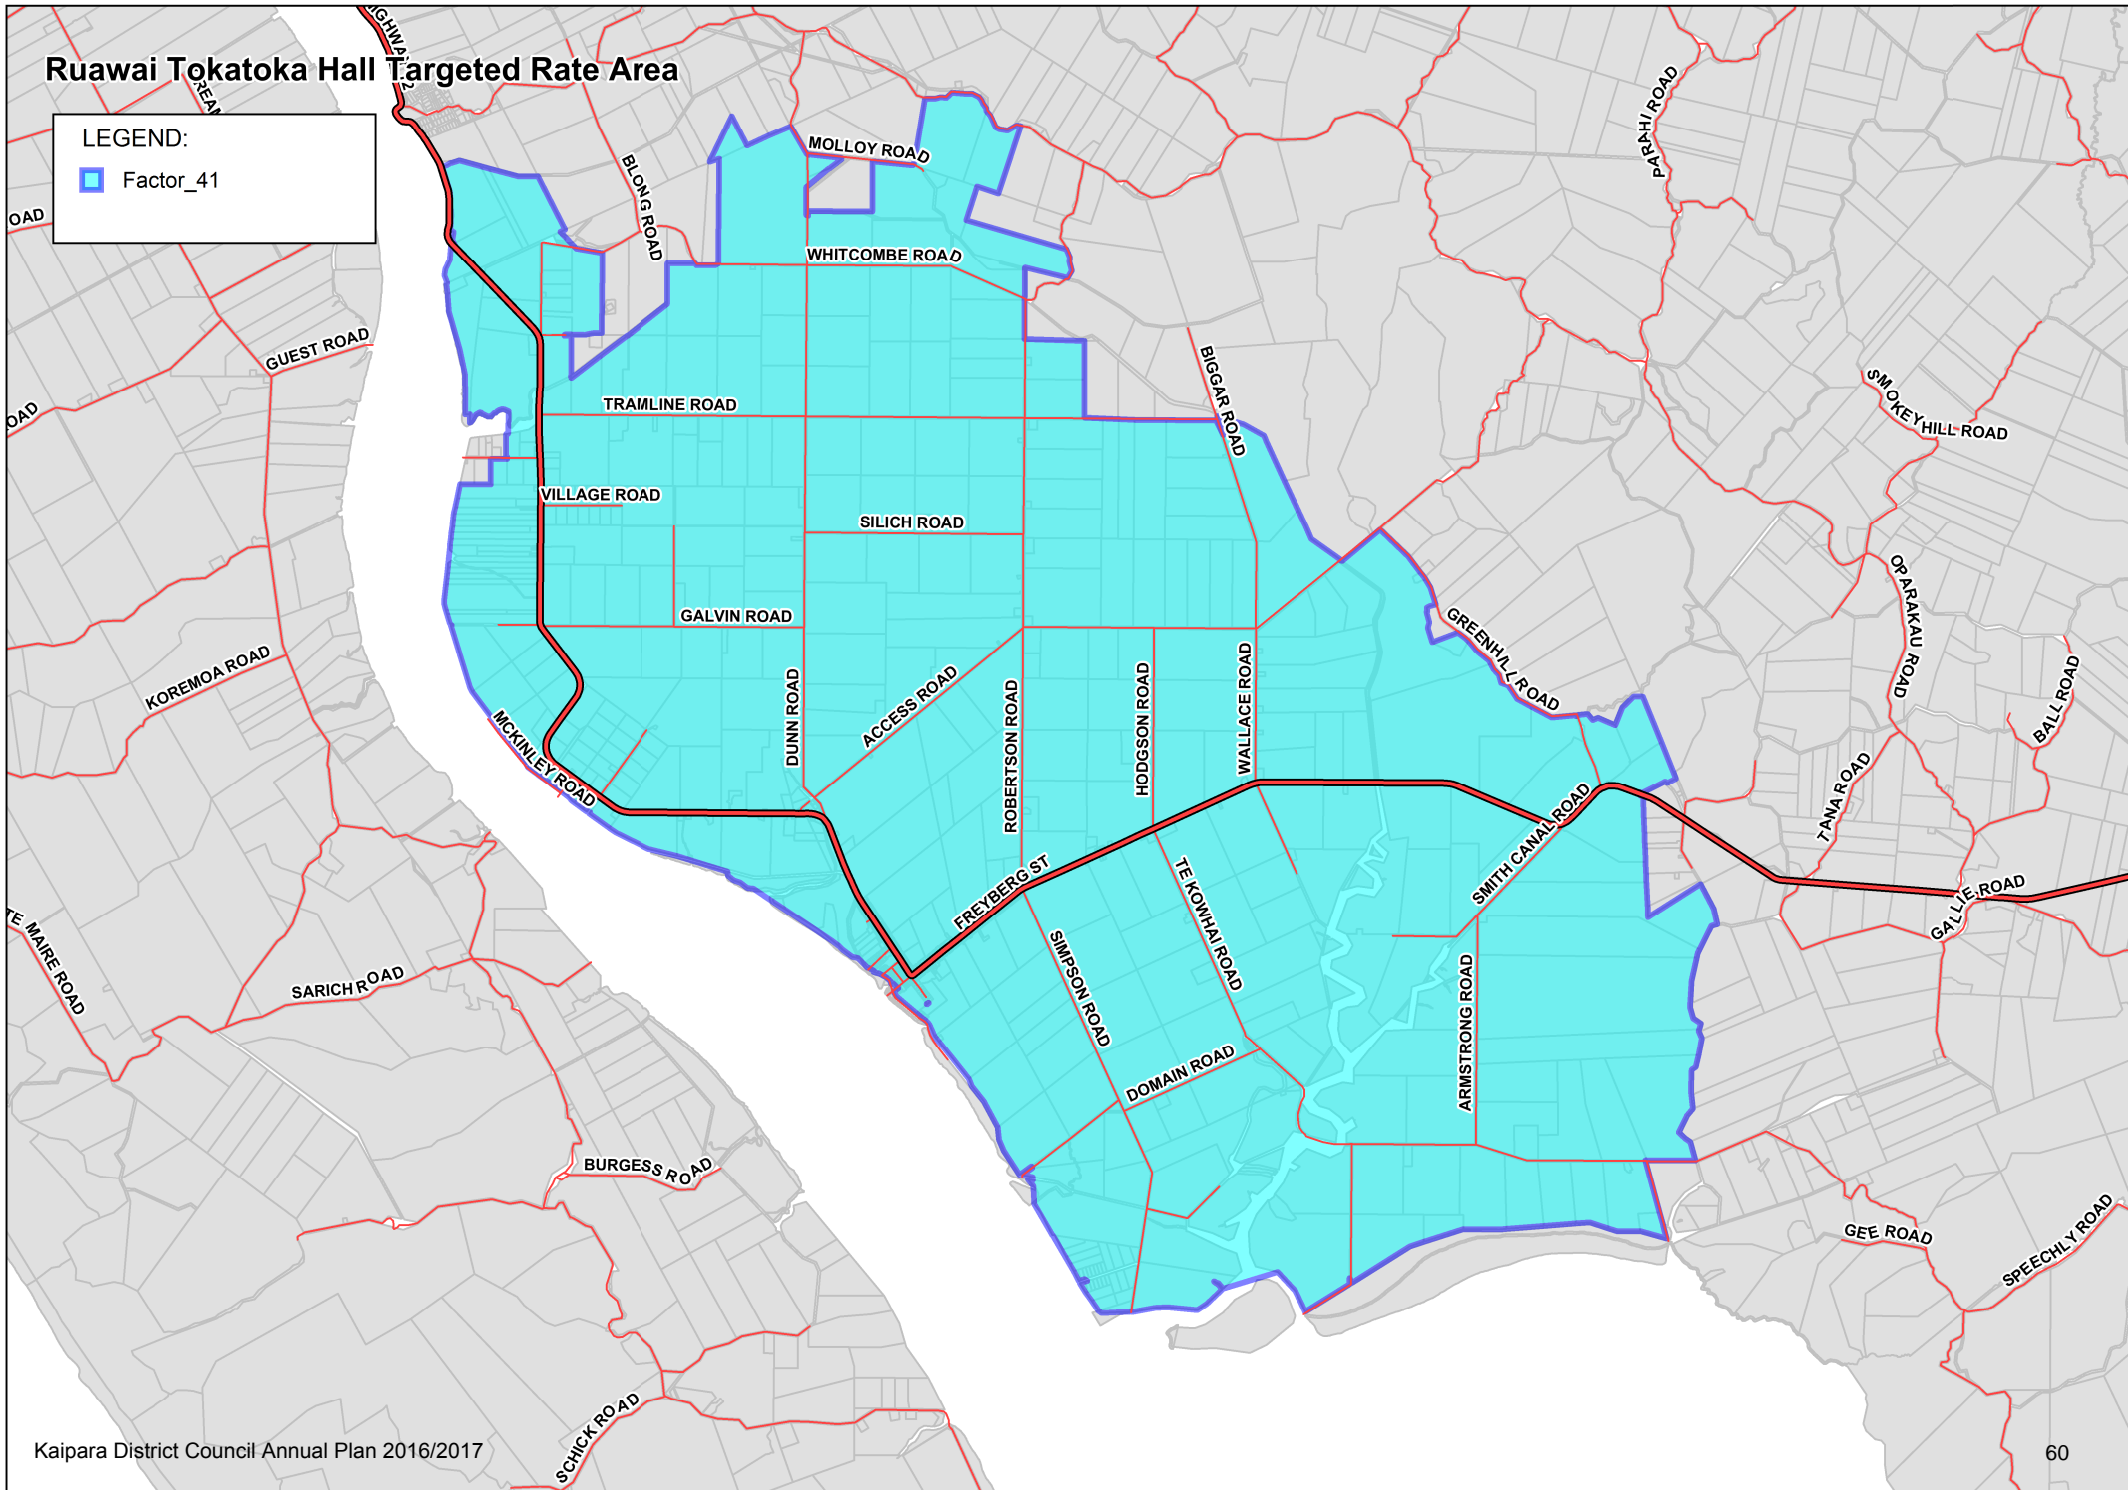 HIGHWAY 12
Ruawai Tokatoka Hall Targeted Rate Area
LEGEND:
Factor_41
OAD
ROAD
GUEST ROAD
BLONG ROAD
MOLLOY ROAD
WHITCOMBE ROAD
PARAHI ROAD
TRAMLINE ROAD
BIGGAR ROAD
SMOKEY HILL ROAD
VILLAGE ROAD
SILICH ROAD
GALVIN ROAD
OPARAKAU ROAD
GREENHILL ROAD
KOREMOA ROAD
BALL ROAD
MCKINLEY ROAD
DUNN ROAD
ACCESS ROAD
ROBERTSON ROAD
HODGSON ROAD
WALLACE ROAD
TANA ROAD
SMITH CANAL ROAD
FREYBERG ST
TE KOWHAI ROAD
GALLIE ROAD
TE MAIRE ROAD
SARICH ROAD
SIMPSON ROAD
ARMSTRONG ROAD
DOMAIN ROAD
BURGESS ROAD
GEE ROAD
SPEECHLY ROAD
SCHICK ROAD
Kaipara District Council Annual Plan 2016/2017
60